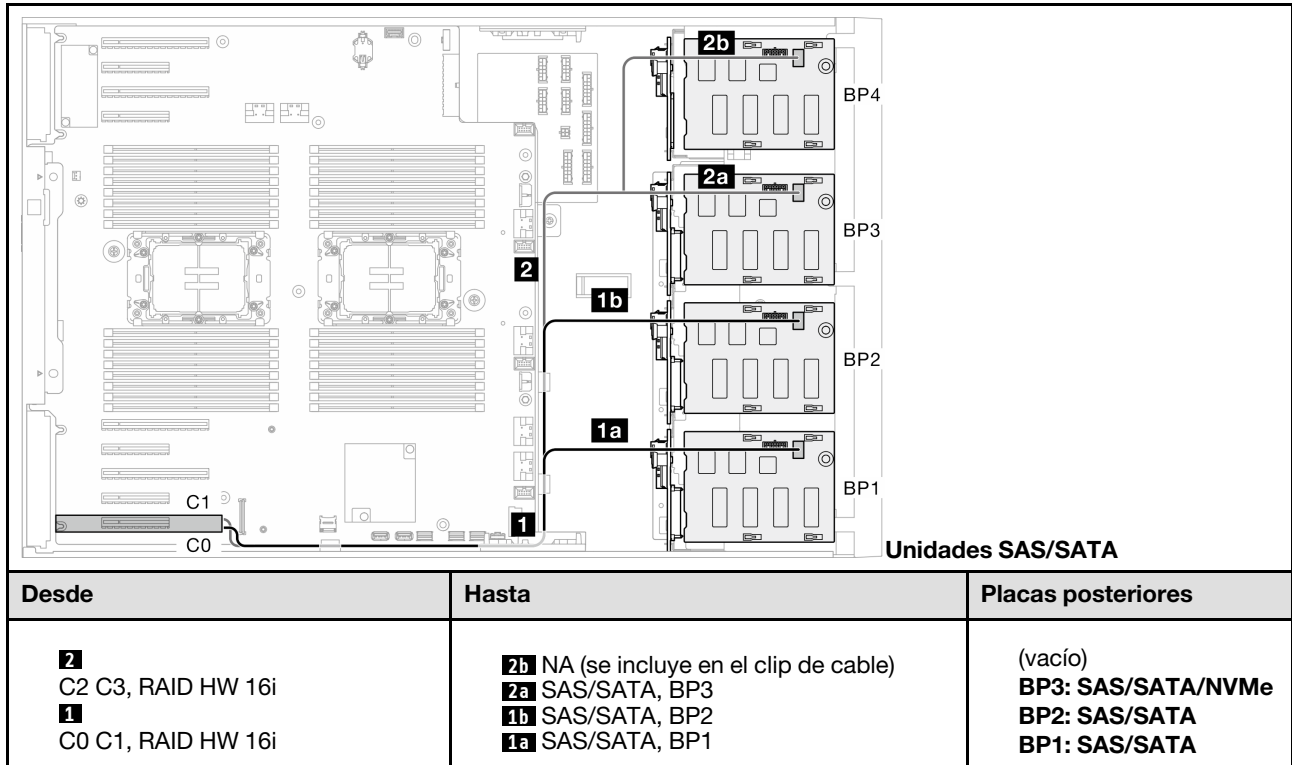 2b
BP4
2a
BP3
2
1b
BP2
1a
BP1
C1
1
C0
Unidades SAS/SATA
Desde
Hasta
Placas posteriores
2
C2 C3, RAID HW 16i
1
C0 C1, RAID HW 16i
2b NA (se incluye en el clip de cable)
2a SAS/SATA, BP3
1b SAS/SATA, BP2
1a SAS/SATA, BP1
(vacío)
BP3: SAS/SATA/NVMe
BP2: SAS/SATA
BP1: SAS/SATA